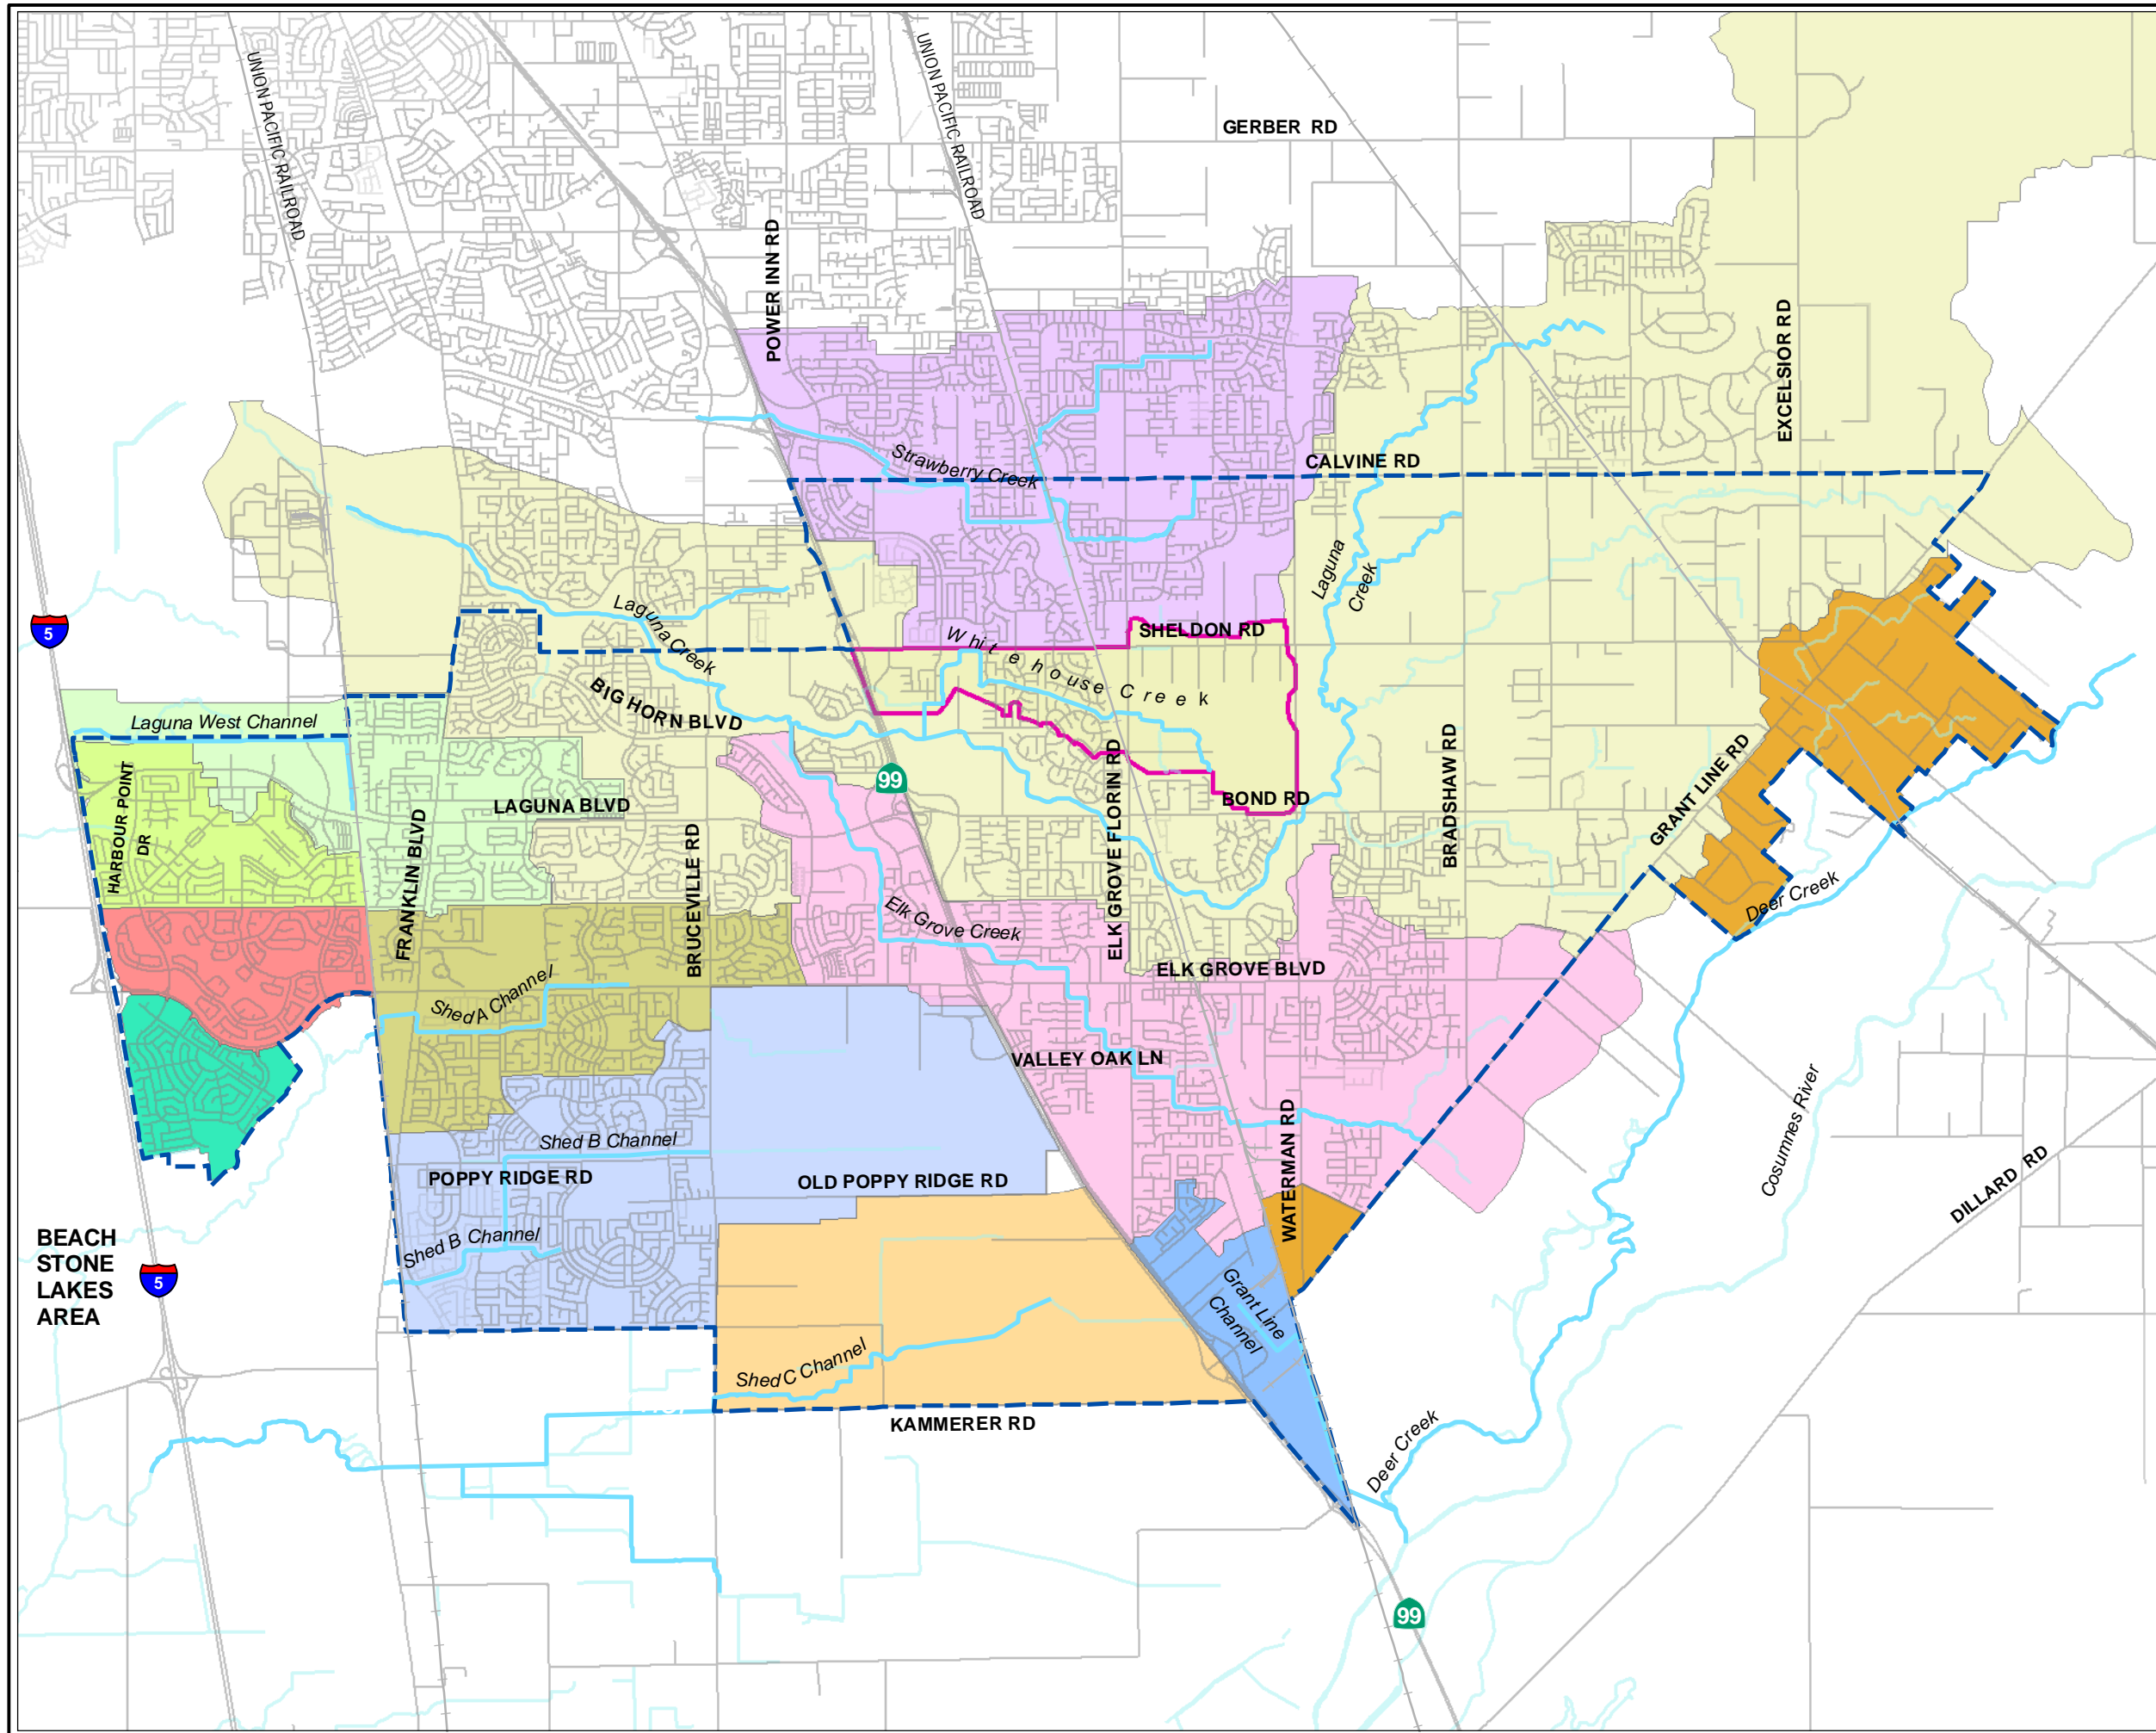 UNION PACIFIC RAILROAD
UNION PACIFIC RAILROAD
GERBER RD
POWER INN RD
EXCELSIOR RD
Strawberry Creek
CALVINE RD
Laguna
Creek
5
Laguna Creek
Whitehouse Creek
SHELDON RD
BIG HORN BLVD
Laguna West Channel
HARBOUR POINT
DR
99
ELK GROVE FLORIN RD
BRADSHAW RD
GRANT LINE RD
LAGUNA BLVD
BOND RD
FRANKLIN BLVD
BRUCEVILLE RD
Elk Grove Creek
Deer Creek
ELK GROVE BLVD
Shed A Channel
VALLEY OAK LN
Shed B Channel
WATERMAN RD
Cosumnes River
POPPY RIDGE RD
OLD POPPY RIDGE RD
DILLARD RD
BEACH
STONE
LAKES
AREA
5
Shed B Channel
Grant Line
Channel
Shed C Channel
KAMMERER RD
Deer Creek
99